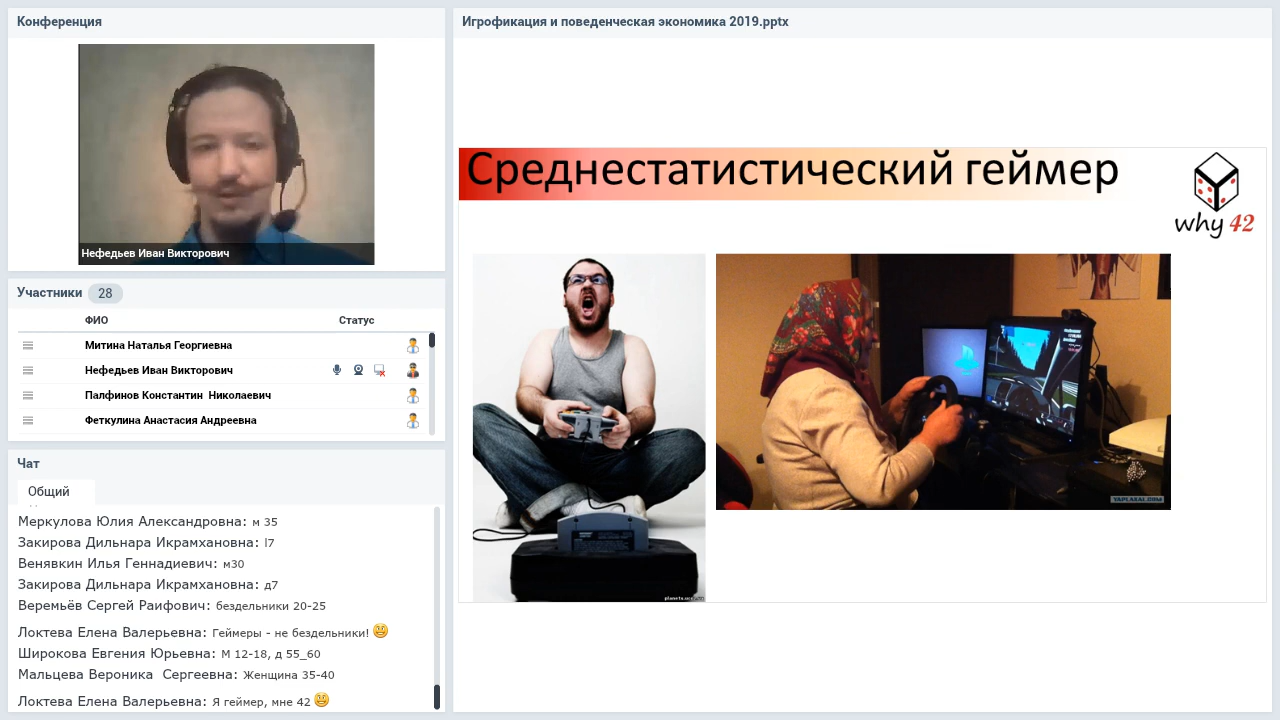 Конференция
Нефедьев Иван Викторович
Участники 28
ФИО Статус
Митина Наталья Георгиевна
Нефедьев Иван Викторович
Палфинов Константин Николаевич
Феткулина Анастасия Андреевна
Чат
Общий
Меркулова Юлия Александровна: м 35
Закирова Дильнара Икрамхановна: l7
Венявкин Илья Геннадиевич: м30
Закирова Дильнара Икрамхановна: д7
Веремьёв Сергей Раифович: бездельники 20-25
Локтева Елена Валерьевна: Геймеры - не бездельники!
Широкова Евгения Юрьевна: М 12-18, д 55_60
Мальцева Вероника Сергеевна: Женщина 35-40
Локтева Елена Валерьевна: Я геймер, мне 42
Игрофикация и поведенческая экономика 2019.pptx
Среднестатистический геймер
why 42